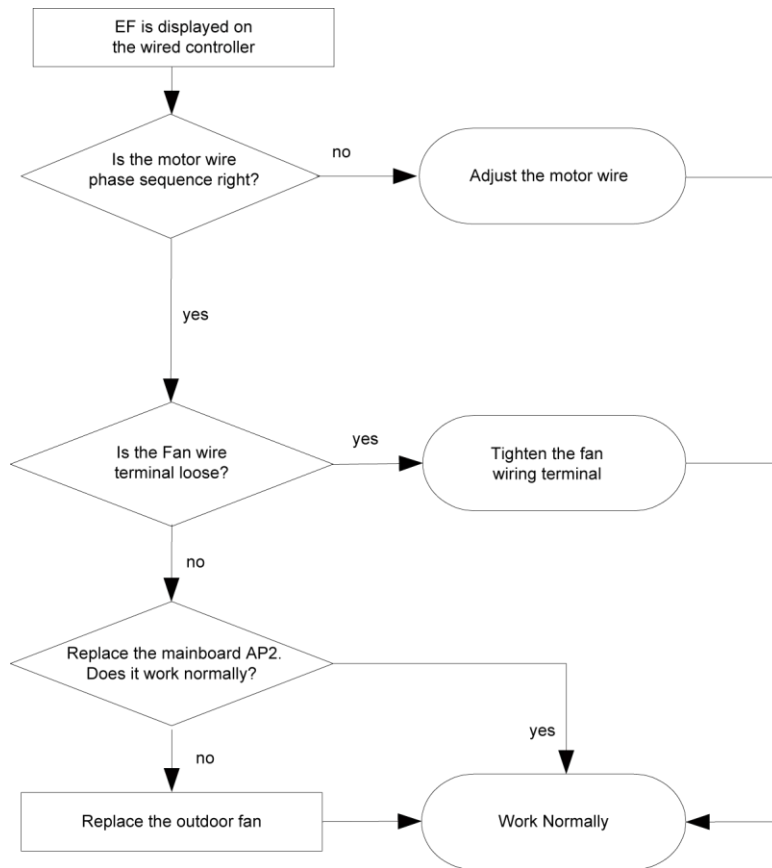 EF is displayed on
the wired controller
Is the motor wire
phase sequence right?
no
Adjust the motor wire
yes
Is the Fan wire
terminal loose?
yes
Tighten the fan
wiring terminal
no
Replace the mainboard AP2.
Does it work normally?
yes
no
Replace the outdoor fan
Work Normally